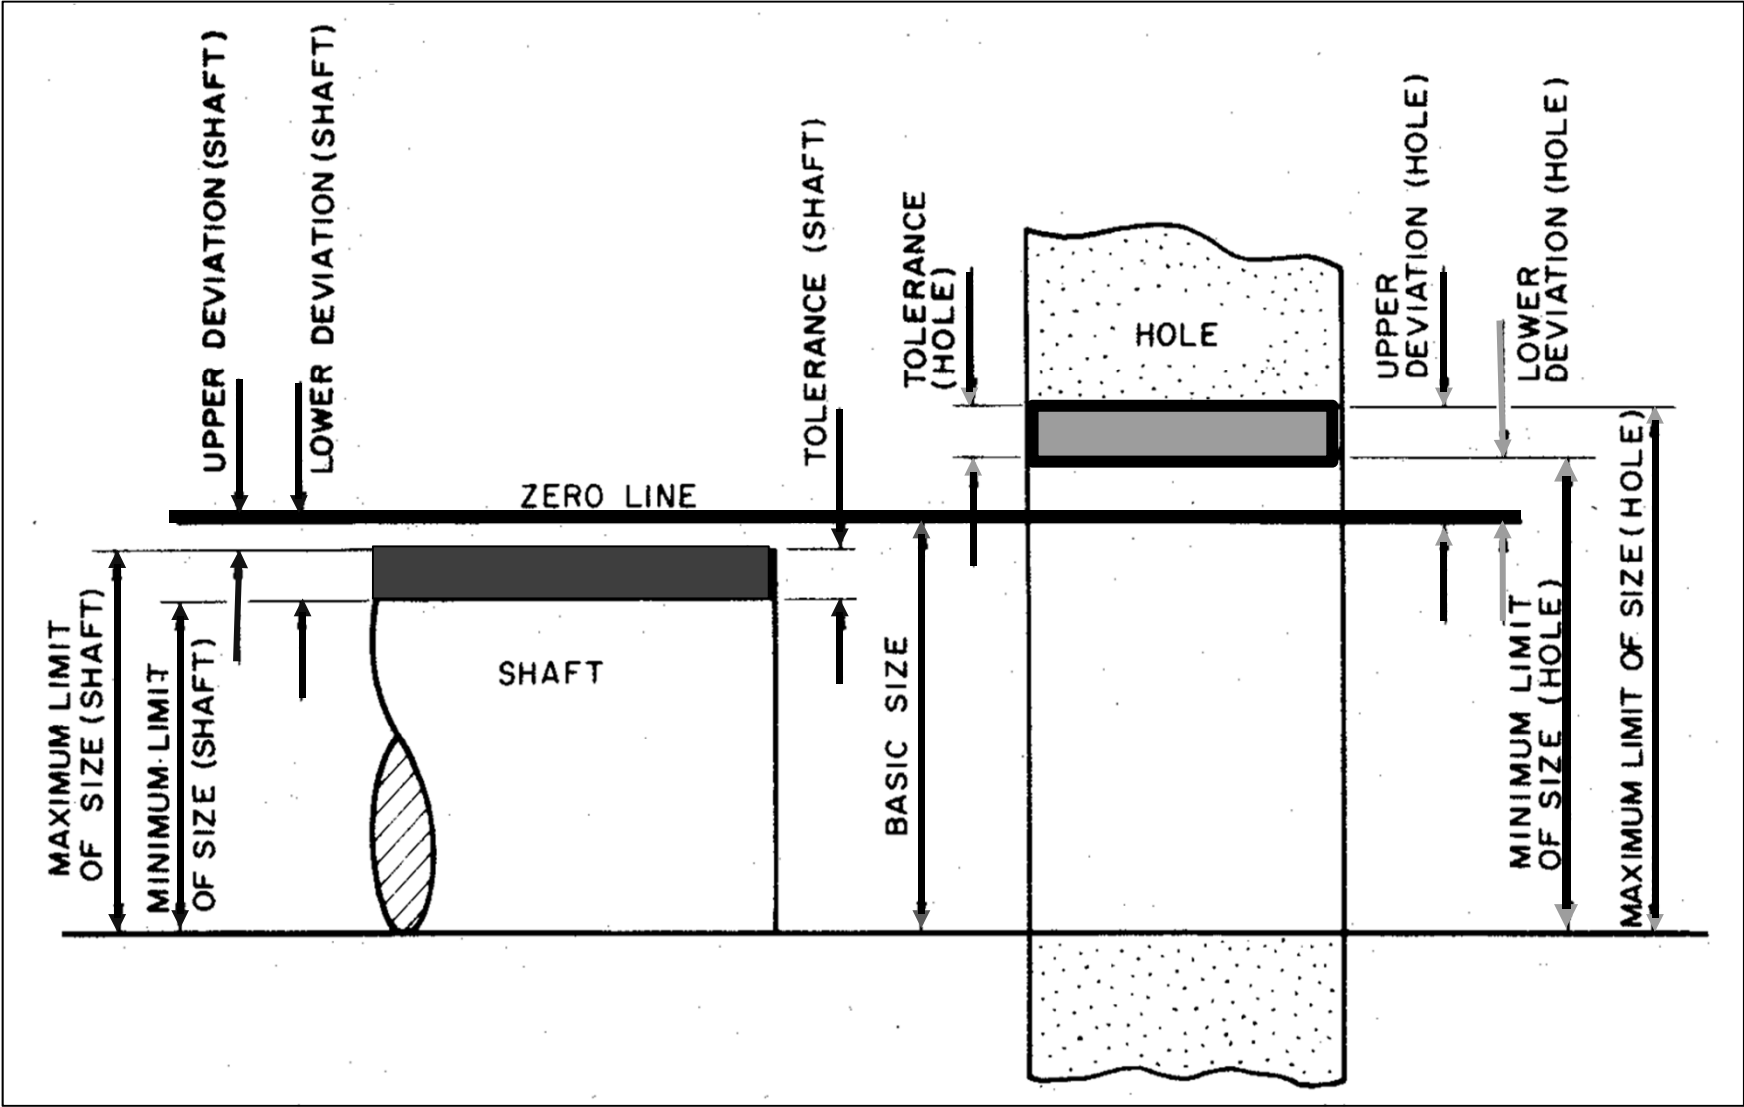 UPPER DEVIATION(SHAFT)
LOWER DEVIATION(SHAFT)
TOLERANCE (SHAFT)
TOLERANCE
(HOLE)
HOLE
UPPER
DEVIATION (HOLE)
LOWER
DEVIATION (HOLE)
ZERO LINE
MAXIMUM LIMIT
OF SIZE (SHAFT)
MINIMUM LIMIT
OF SIZE (SHAFT)
SHAFT
BASIC SIZE
MINIMUM LIMIT
OF SIZE (HOLE)
MAXIMUM LIMIT OF SIZE (HOLE)